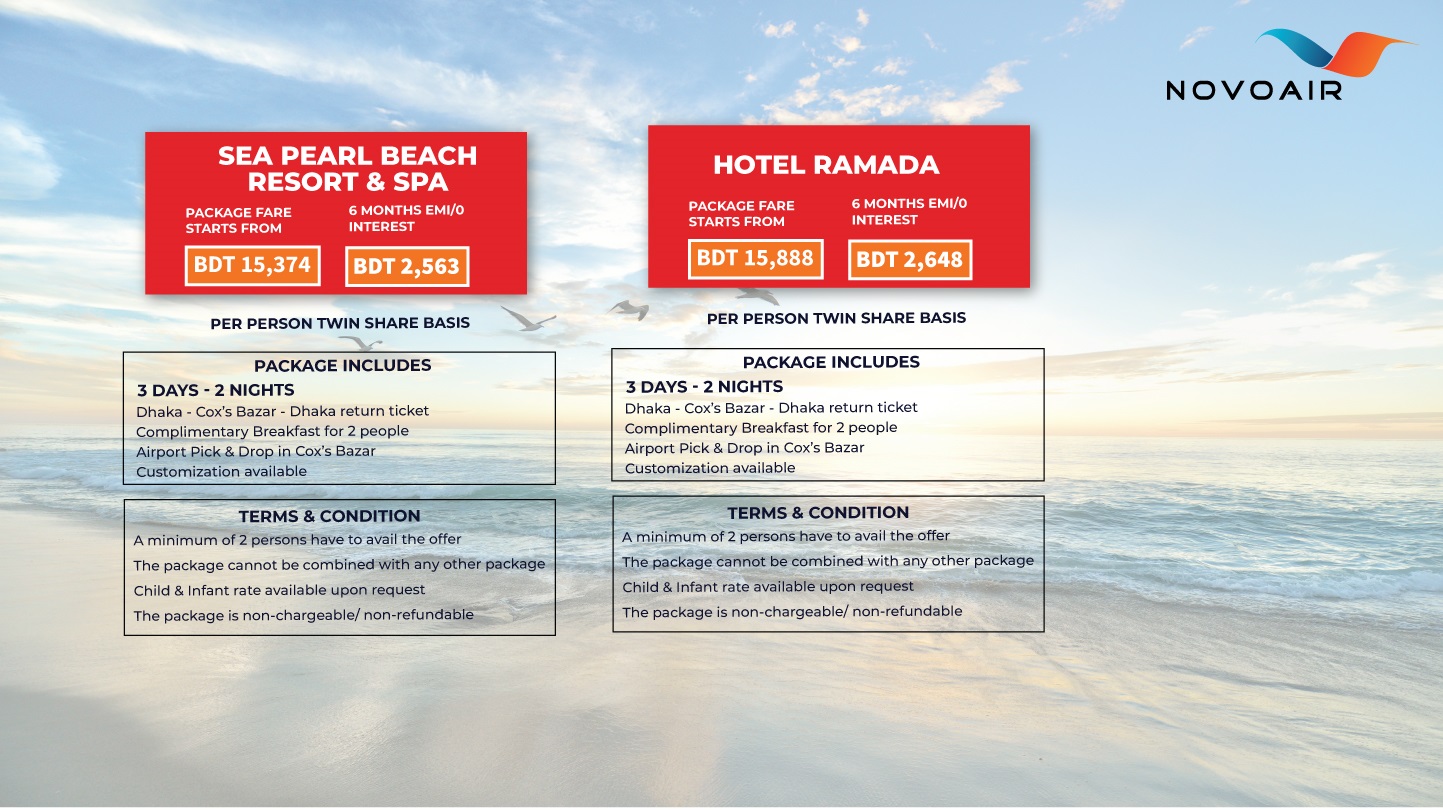 NOVOAIR
SEA PEARL BEACH
RESORT & SPA
PACKAGE FARE
STARTS FROM
6 MONTHS EMI/0
INTEREST
BDT 15,374
BDT 2,563
PER PERSON TWIN SHARE BASIS
PACKAGE INCLUDES
3 DAYS - 2 NIGHTS
Dhaka - Cox's Bazar - Dhaka return ticket
Complimentary Breakfast for 2 people
Airport Pick & Drop in Cox's Bazar
Customization available
TERMS & CONDITION
A minimum of 2 persons have to avail the offer
The package cannot be combined with any other package
Child & Infant rate available upon request
The package is non-chargeable/ non-refundable
HOTEL RAMADA
PACKAGE FARE
STARTS FROM
6 MONTHS EMI/0
INTEREST
BDT 15,888
BDT 2,648
PER PERSON TWIN SHARE BASIS
PACKAGE INCLUDES
3 DAYS - 2 NIGHTS
Dhaka - Cox's Bazar - Dhaka return ticket
Complimentary Breakfast for 2 people
Airport Pick & Drop in Cox's Bazar
Customization available
TERMS & CONDITION
A minimum of 2 persons have to avail the offer
The package cannot be combined with any other package
Child & Infant rate available upon request
The package is non-chargeable/ non-refundable